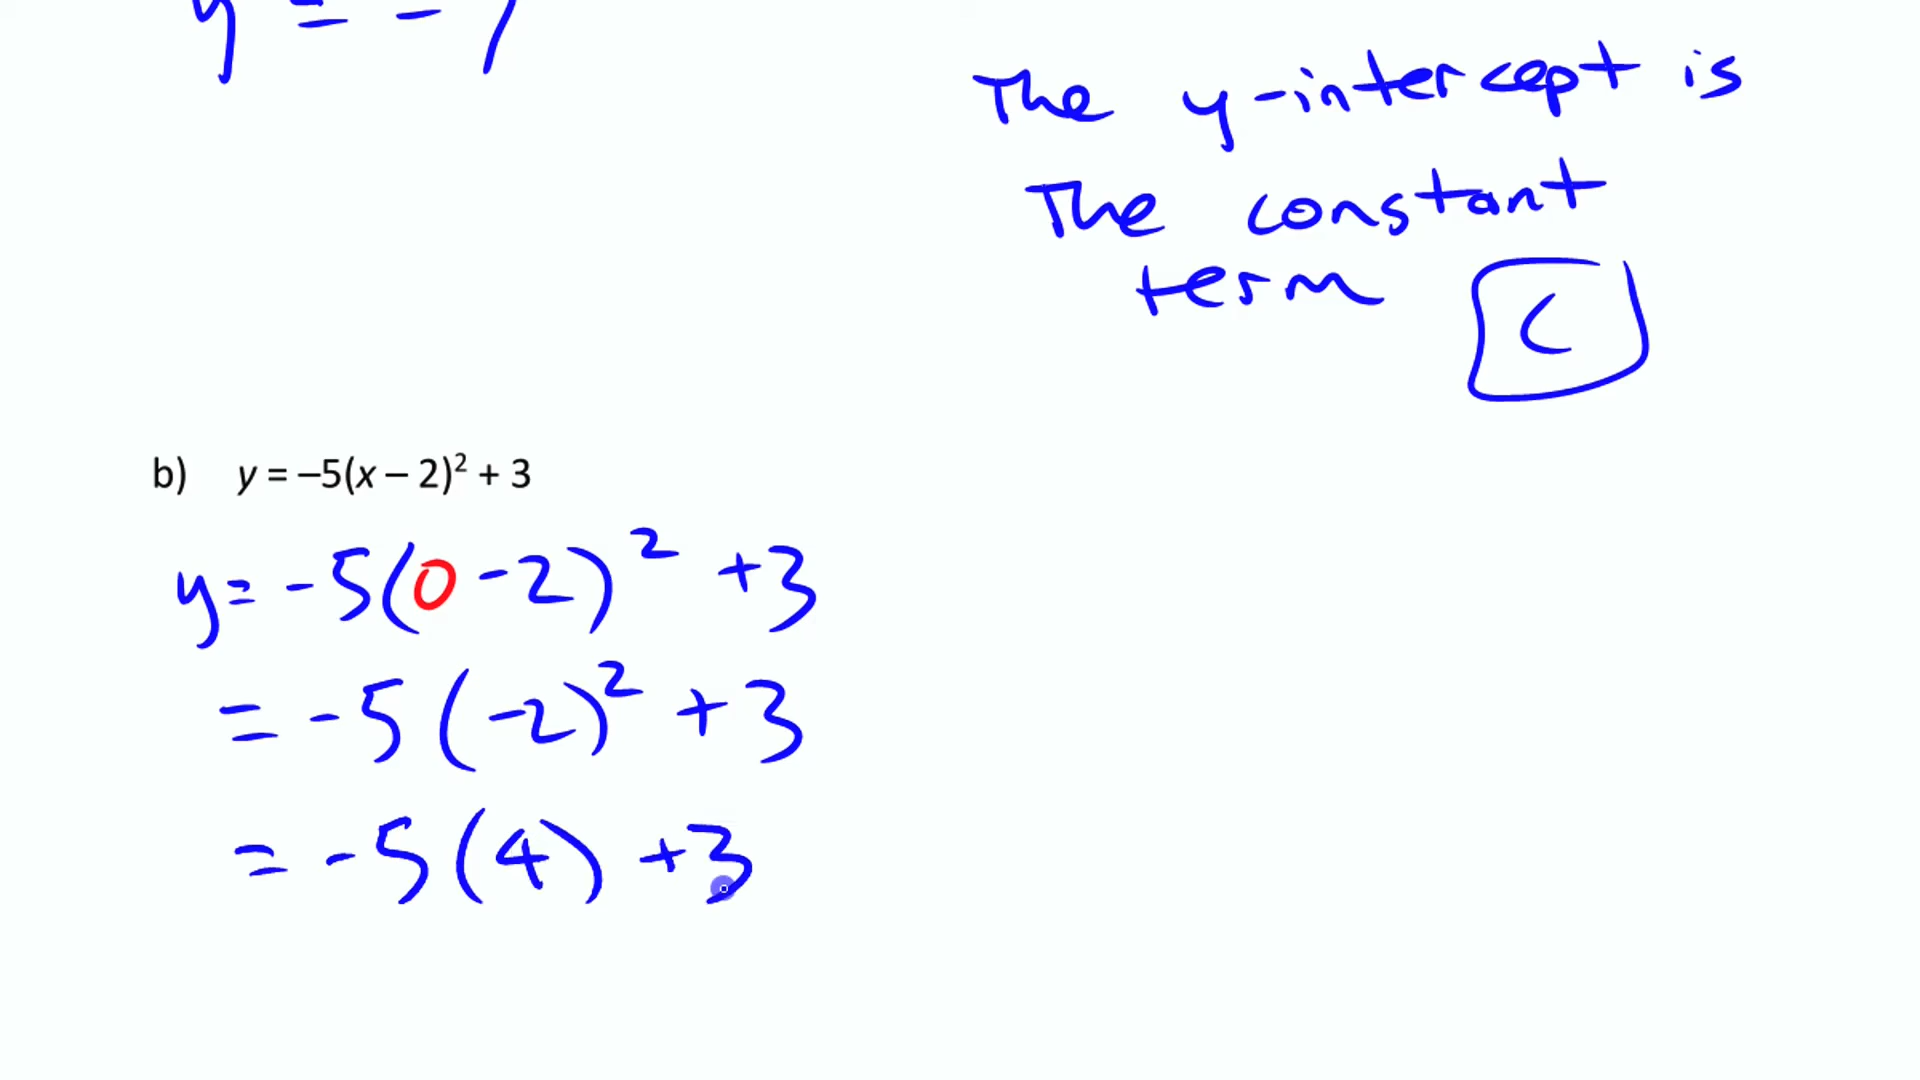 y = -7
The y-intercept is
The constant
term C
b) y = –5(x – 2)² + 3
y = -5(0 -2)² +3
= -5(-2)² +3
= -5(4) +3